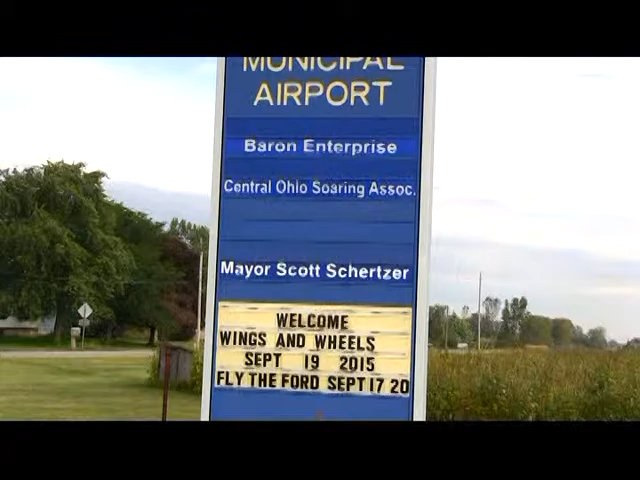 MUNICIPAL
AIRPORT
Baron Enterprise
Central Ohio Soaring Assoc.
Mayor Scott Schertzer
WELCOME
WINGS AND WHEELS
SEPT 19 2015
FLY THE FORD SEPT 17 20